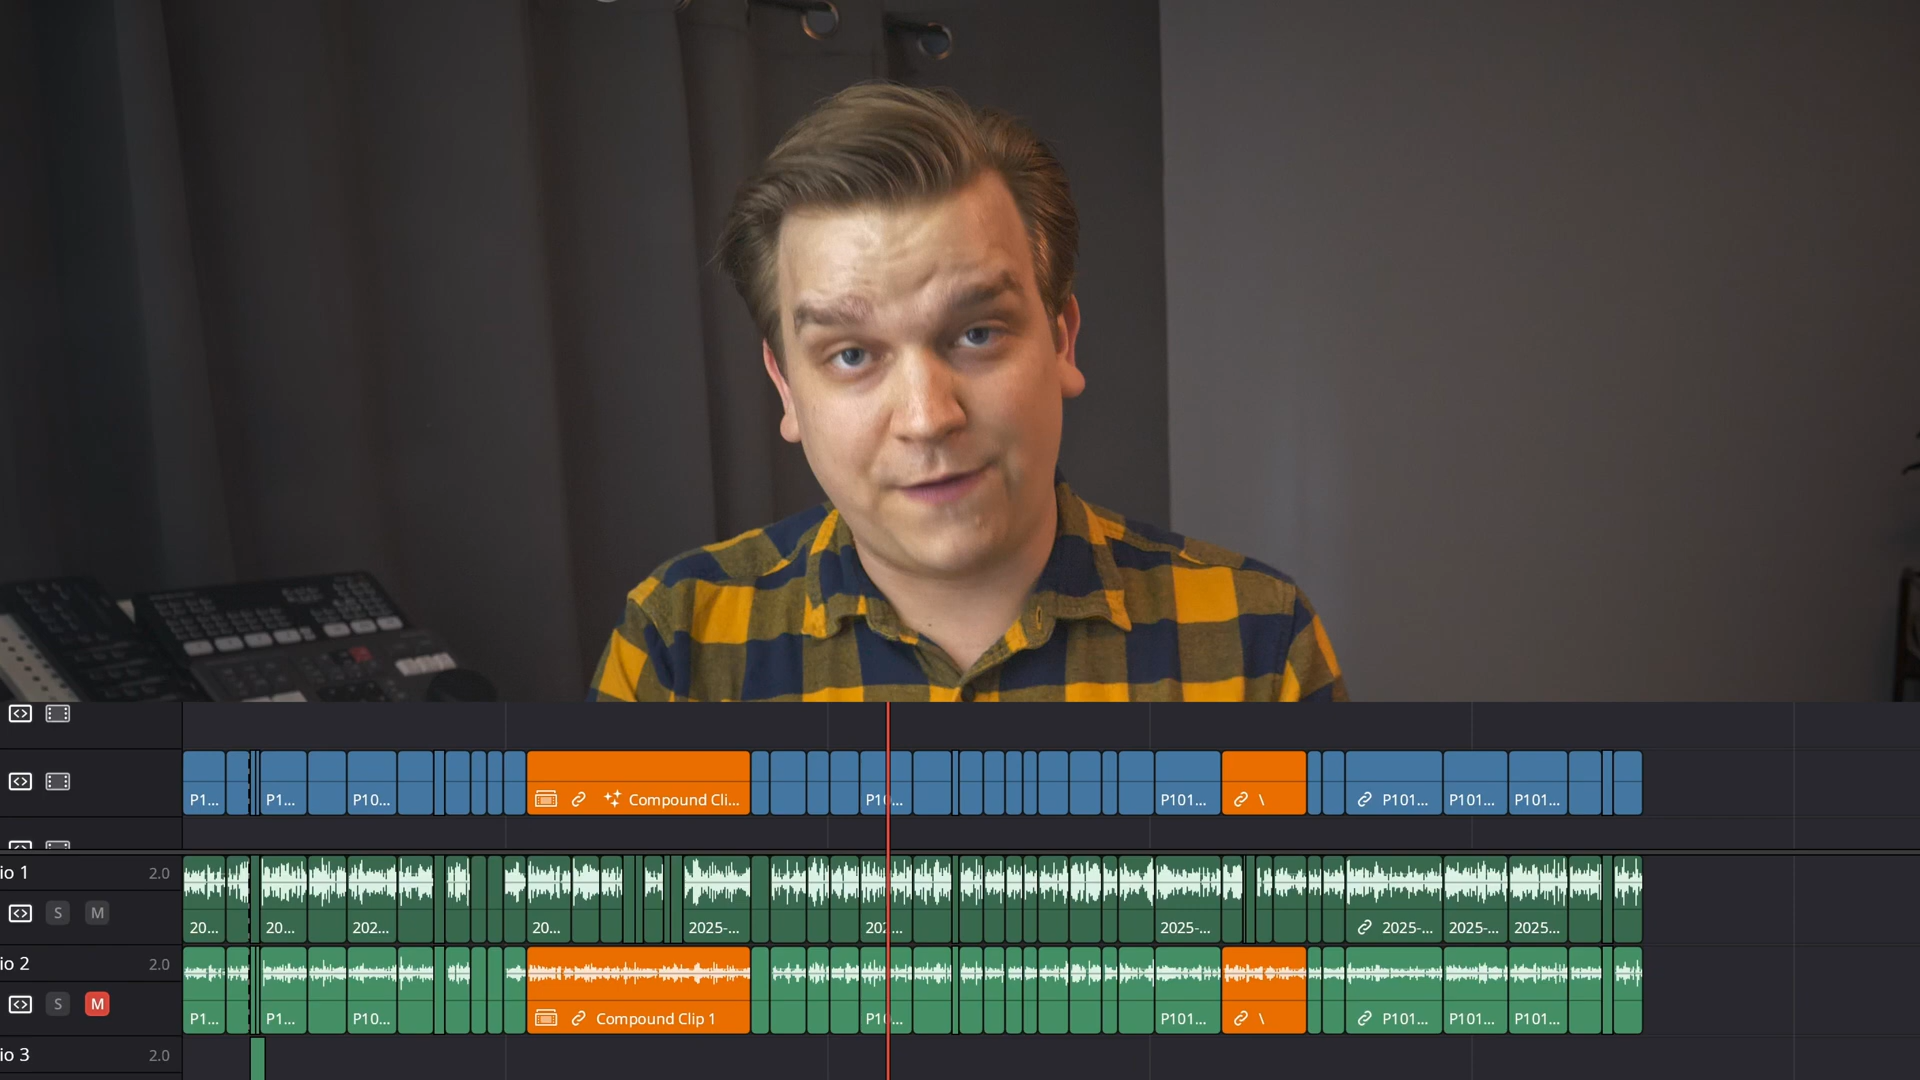 P1... P1... P10... Compound Cli... P10... P101... \ P101... P101... P101...
io 1 2.0
S M
20... 20... 202... 20... 2025-... 202... 2025-... 2025-... 2025-... 2025...
io 2 2.0
S M
P1... P1... P10... Compound Clip 1 P10... P101... \ P101... P101... P101...
io 3 2.0